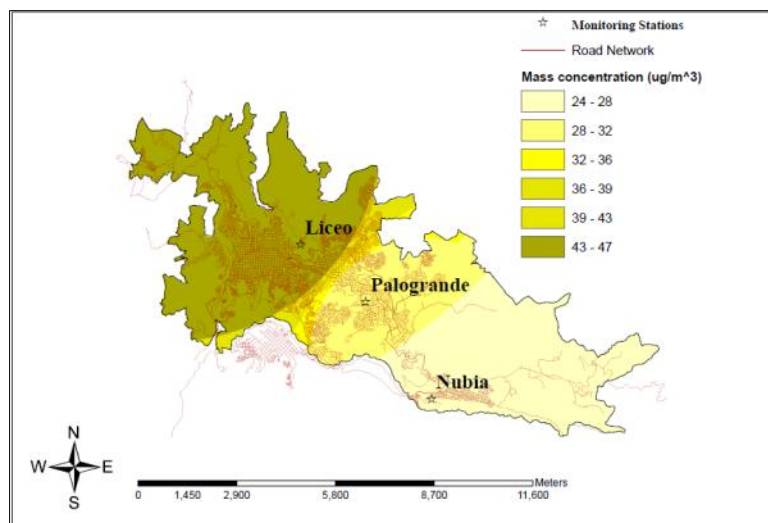 Monitoring Stations
Road Network
Mass concentration (ug/m^3)
24 - 28
28 - 32
32 - 36
36 - 39
39 - 43
43 - 47
Liceo
Palogrande
Nubia
N
W E
S
Meters
0 1,450 2,900 5,800 8,700 11,600